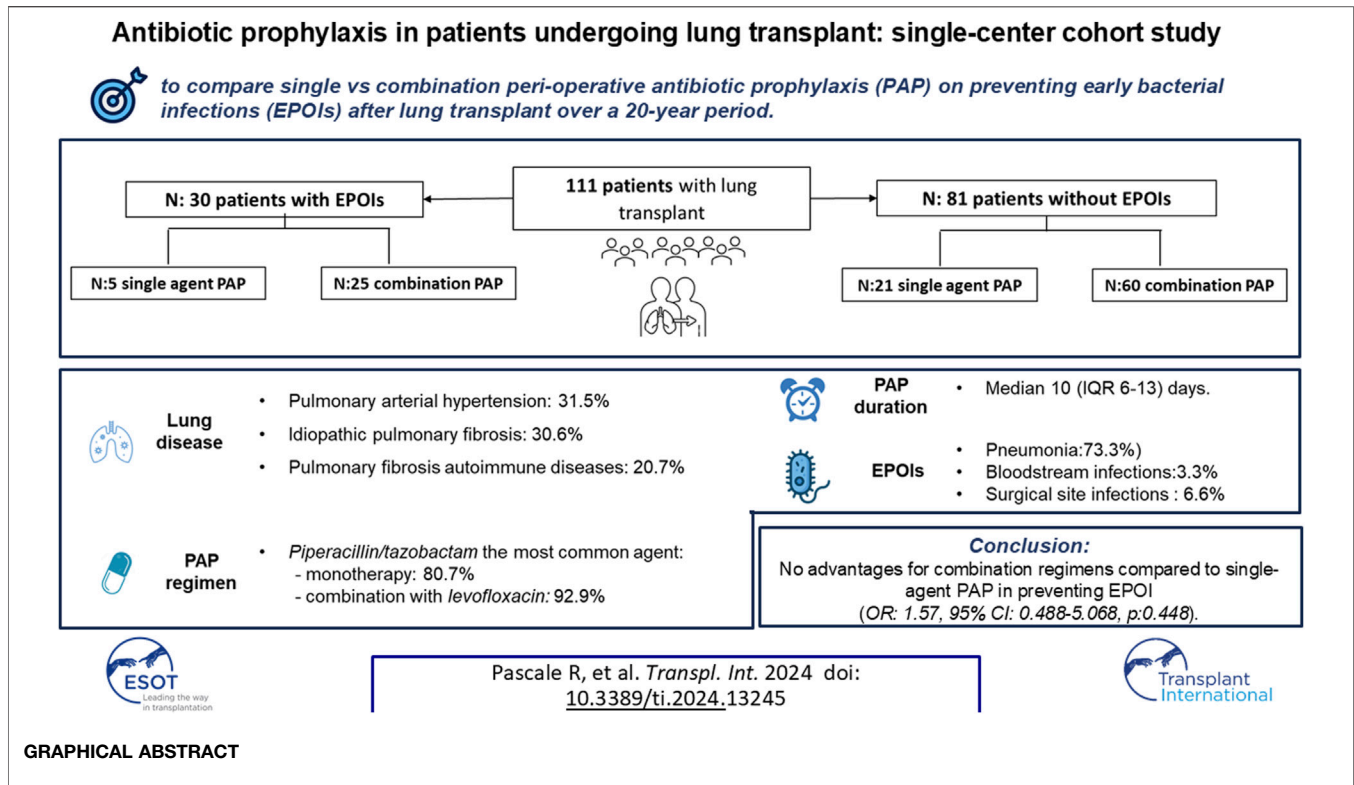 Antibiotic prophylaxis in patients undergoing lung transplant: single-center cohort study
to compare single vs combination peri-operative antibiotic prophylaxis (PAP) on preventing early bacterial
infections (EPOIs) after lung transplant over a 20-year period.
111 patients with lung
transplant
N: 30 patients with EPOIs
N:5 single agent PAP
N:25 combination PAP
N: 81 patients without EPOIs
N:21 single agent PAP
N:60 combination PAP
Lung
disease
• Pulmonary arterial hypertension: 31.5%
• Idiopathic pulmonary fibrosis: 30.6%
• Pulmonary fibrosis autoimmune diseases: 20.7%
PAP
regimen
• Piperacillin/tazobactam the most common agent:
- monotherapy: 80.7%
- combination with levofloxacin: 92.9%
PAP
duration
• Median 10 (IQR 6-13) days.
EPOIs
• Pneumonia:73.3%)
• Bloodstream infections:3.3%
• Surgical site infections : 6.6%
Conclusion:
No advantages for combination regimens compared to single-
agent PAP in preventing EPOI
(OR: 1.57, 95% CI: 0.488-5.068, p:0.448).
ESOT
Leading the way
in transplantation
Pascale R, et al. Transpl. Int. 2024 doi:
10.3389/ti.2024.13245
Transplant
International
GRAPHICAL ABSTRACT